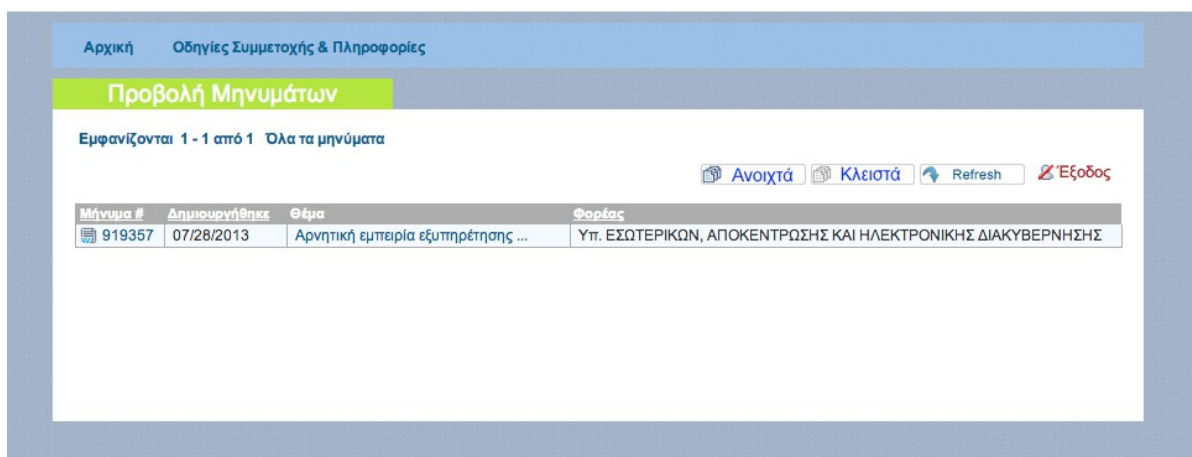 Αρχική Οδηγίες Συμμετοχής & Πληροφορίες
Προβολή Μηνυμάτων
Εμφανίζονται 1 - 1 από 1 Όλα τα μηνύματα
Ανοιχτά Κλειστά Refresh Έξοδος
Μήνυμα # Δημιουργήθηκε Θέμα Φορέας
919357 07/28/2013 Αρνητική εμπειρία εξυπηρέτησης ... Υπ. ΕΣΩΤΕΡΙΚΩΝ, ΑΠΟΚΕΝΤΡΩΣΗΣ ΚΑΙ ΗΛΕΚΤΡΟΝΙΚΗΣ ΔΙΑΚΥΒΕΡΝΗΣΗΣ